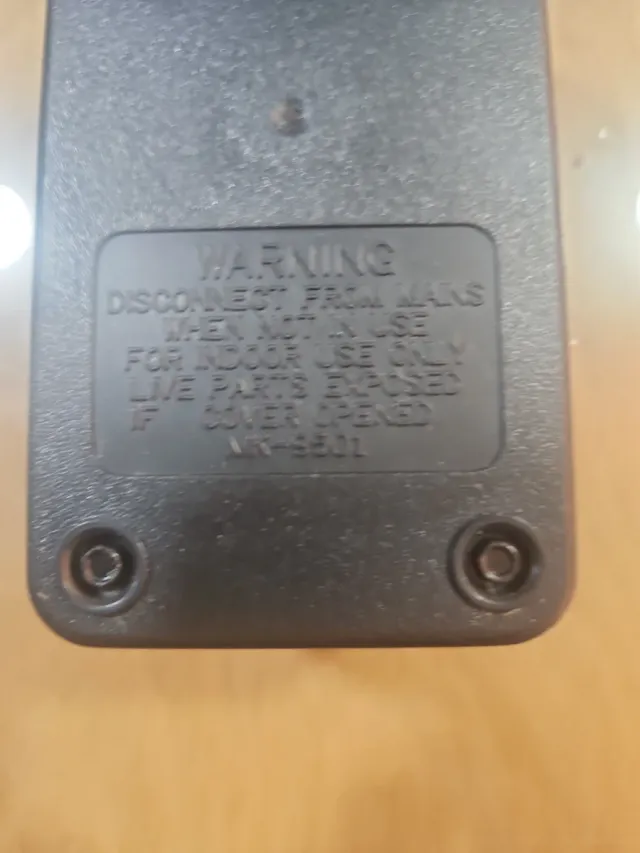 WARNING
DISCONNECT FROM MAINS
WHEN NOT IN USE
FOR INDOOR USE ONLY
LIVE PARTS EXPOSED
IF COVER OPENED